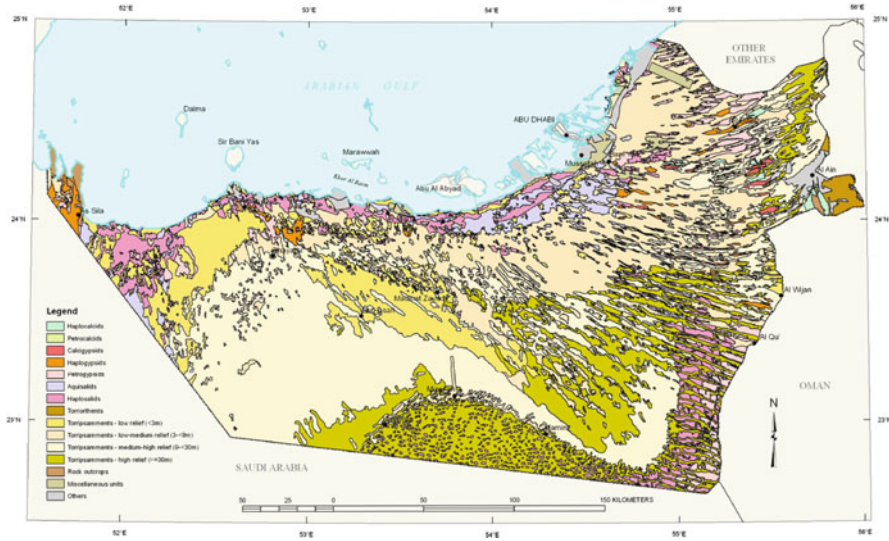 25°N 52°E 53°E 54°E 55°E 56°E 25°N
OTHER
EMIRATES
ARABIAN GULF
Dalma
ABU DHABI
Sir Bani Yas
Marawwah
Khor Al Bazm
Abu Al Abyad
Al Ain
24°N
24°N
Al Wijan
Al Qu'
OMAN
23°N
23°N
N
SAUDI ARABIA
Legend
Haplocalcids
Petrocalcids
Calcigypsids
Haplogypsids
Petrogypsids
Aquisalids
Haplosalids
Torriorthents
Torripsamments - low relief (<3m)
Torripsamments - low-medium relief (3-<9m)
Torripsamments - medium-high relief (9-<30m)
Torripsamments - high relief (>=30m)
Rock outcrops
Miscellaneous units
Others
50 25 0 50 100 150 KILOMETERS
52°E 53°E 54°E 55°E 56°E